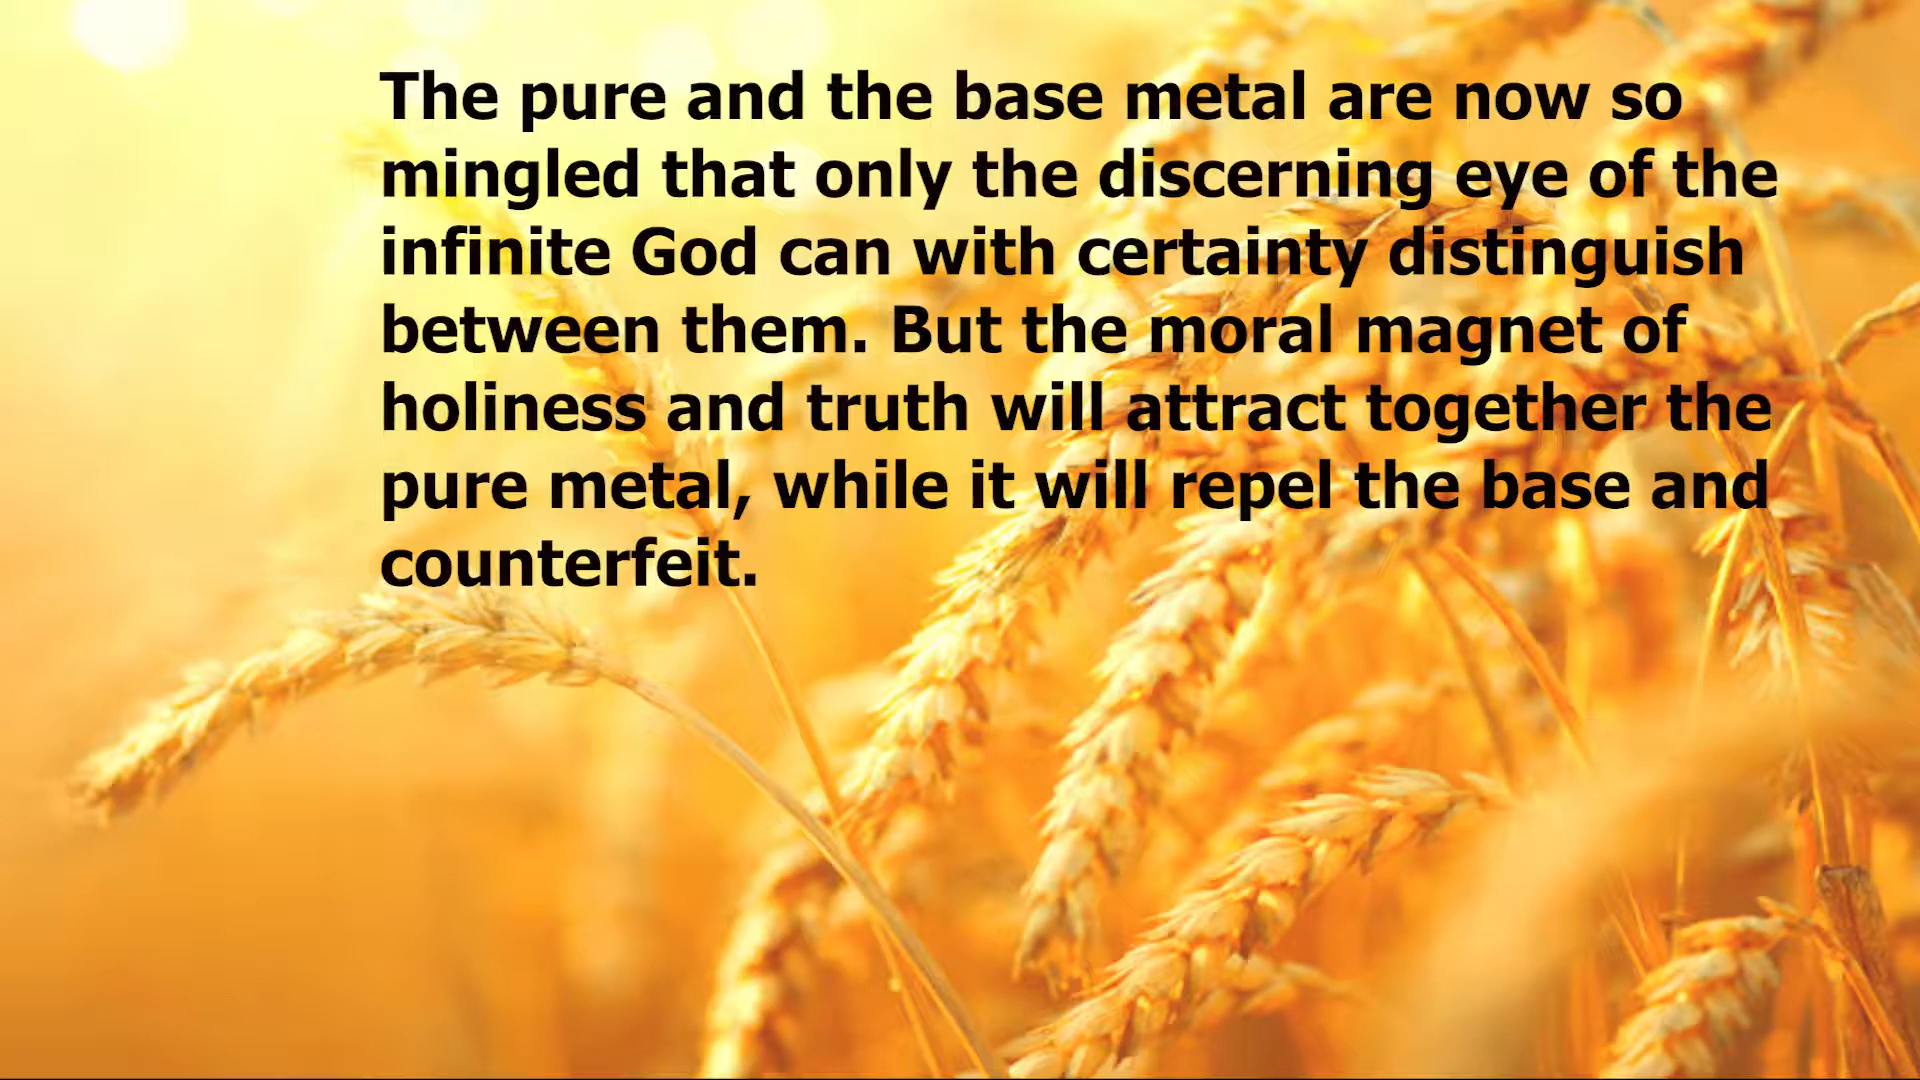 The pure and the base metal are now so
mingled that only the discerning eye of the
infinite God can with certainty distinguish
between them. But the moral magnet of
holiness and truth will attract together the
pure metal, while it will repel the base and
counterfeit.